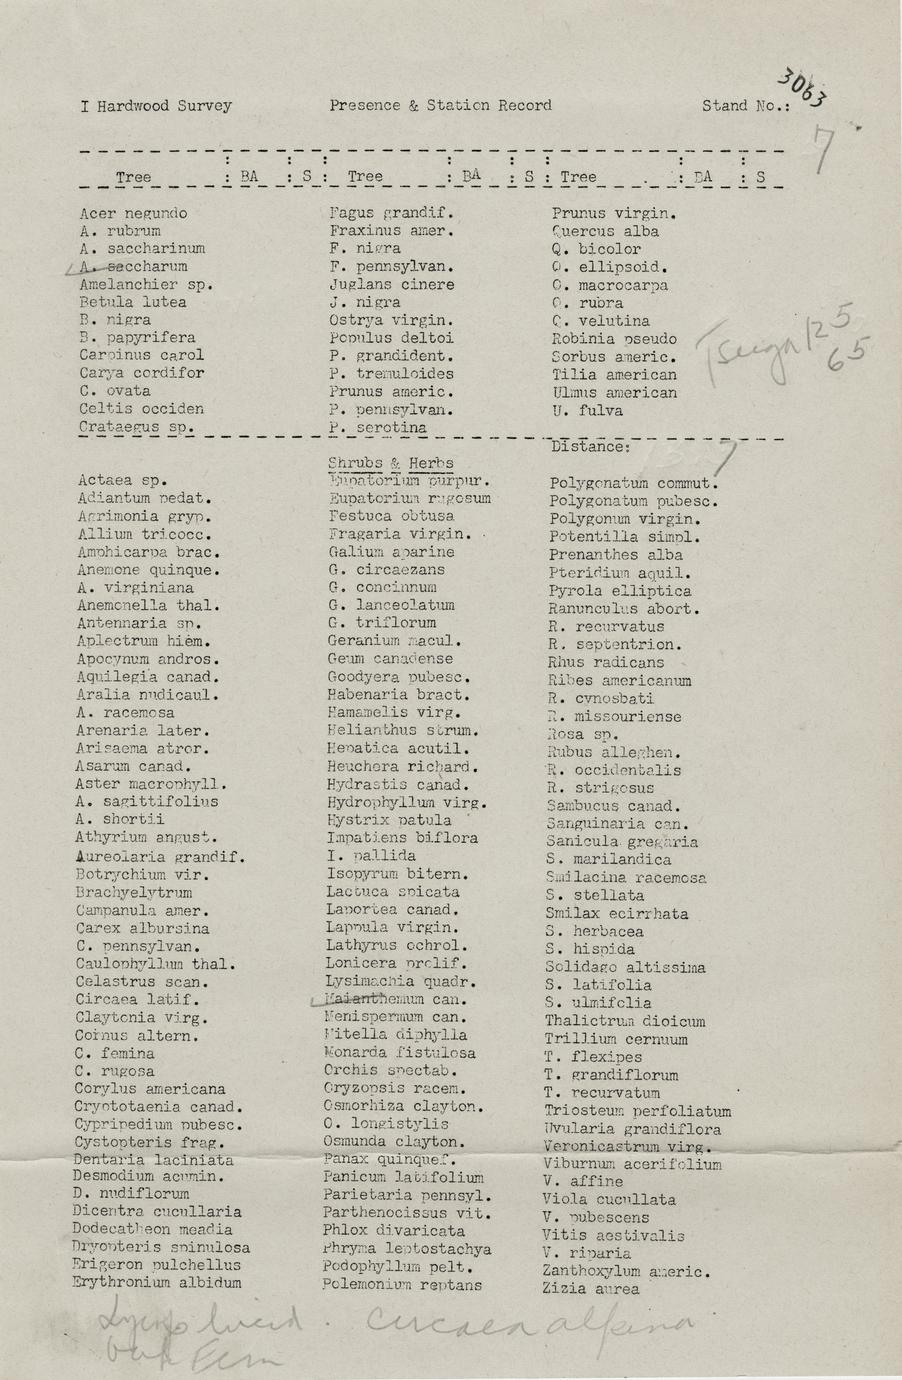 3063
I Hardwood Survey Presence & Station Record Stand No.:
7
Tree : BA : S : Tree : BA : S : Tree : BA : S
Acer negundo Fagus grandif. Prunus virgin.
A. rubrum Fraxinus amer. Quercus alba
A. saccharinum F. nigra Q. bicolor
A. saccharum F. pennsylvan. Q. ellipsoid.
Amelanchier sp. Juglans cinere Q. macrocarpa
Betula lutea J. nigra Q. rubra
B. nigra Ostrya virgin. Q. velutina
B. papyrifera Populus deltoi Robinia pseudo
Carpinus carol P. grandident. Sorbus americ.
Carya cordifor P. tremuloides Tilia american
C. ovata Prunus americ. Ulmus american
Celtis occiden P. pennsylvan. U. fulva
Crataegus sp. P. serotina
Tsuga 125
65
Distance: 7
Shrubs & Herbs
Actaea sp. Eupatorium purpur. Polygonatum commut.
Adiantum pedat. Eupatorium rugosum Polygonatum pubesc.
Agrimonia gryp. Festuca obtusa Polygonum virgin.
Allium tricocc. Fragaria virgin. Potentilla simpl.
Amphicarpa brac. Galium aparine Prenanthes alba
Anemone quinque. G. circaezans Pteridium aquil.
A. virginiana G. concinnum Pyrola elliptica
Anemonella thal. G. lanceolatum Ranunculus abort.
Antennaria sp. G. triflorum R. recurvatus
Aplectrum hiem. Geranium macul. R. septentrion.
Apocynum andros. Geum canadense Rhus radicans
Aquilegia canad. Goodyera pubesc. Ribes americanum
Aralia nudicaul. Habenaria bract. R. cynosbati
A. racemosa Hamamelis virg. R. missouriense
Arenaria later. Helianthus strum. Rosa sp.
Arisaema atror. Hepatica acutil. Rubus alleghen.
Asarum canad. Heuchera richard. R. occidentalis
Aster macrophyll. Hydrastis canad. R. strigosus
A. sagittifolius Hydrophyllum virg. Sambucus canad.
A. shortii Hystrix patula Sanguinaria can.
Athyrium angust. Impatiens biflora Sanicula gregaria
Aureolaria grandif. I. pallida S. marilandica
Botrychium vir. Isopyrum bitern. Smilacina racemosa
Brachyelytrum Lactuca spicata S. stellata
Campanula amer. Laportea canad. Smilax ecirrhata
Carex albursina Lappula virgin. S. herbacea
C. pennsylvan. Lathyrus ochrol. S. hispida
Caulophyllum thal. Lonicera prolif. Solidago altissima
Celastrus scan. Lysimachia quadr. S. latifolia
Circaea latif. Maianthemum can. S. ulmifolia
Claytonia virg. Menispermum can. Thalictrum dioicum
Cornus altern. Mitella diphylla Trillium cernuum
C. femina Monarda fistulosa T. flexipes
C. rugosa Orchis spectab. T. grandiflorum
Corylus americana Oryzopsis racem. T. recurvatum
Cryptotaenia canad. Osmorhiza clayton. Triosteum perfoliatum
Cypripedium pubesc. O. longistylis Uvularia grandiflora
Cystopteris frag. Osmunda clayton. Veronicastrum virg.
Dentaria laciniata Panax quinquef. Viburnum acerifolium
Desmodium acumin. Panicum latifolium V. affine
D. nudiflorum Parietaria pennsyl. Viola cucullata
Dicentra cucullaria Parthenocissus vit. V. pubescens
Dodecatheon meadia Phlox divaricata Vitis aestivalis
Dryopteris spinulosa Phryma leptostachya V. riparia
Erigeron pulchellus Podophyllum pelt. Zanthoxylum americ.
Erythronium albidum Polemonium reptans Zizia aurea
Lycop lucid. Circaea alpina
Oak Fern